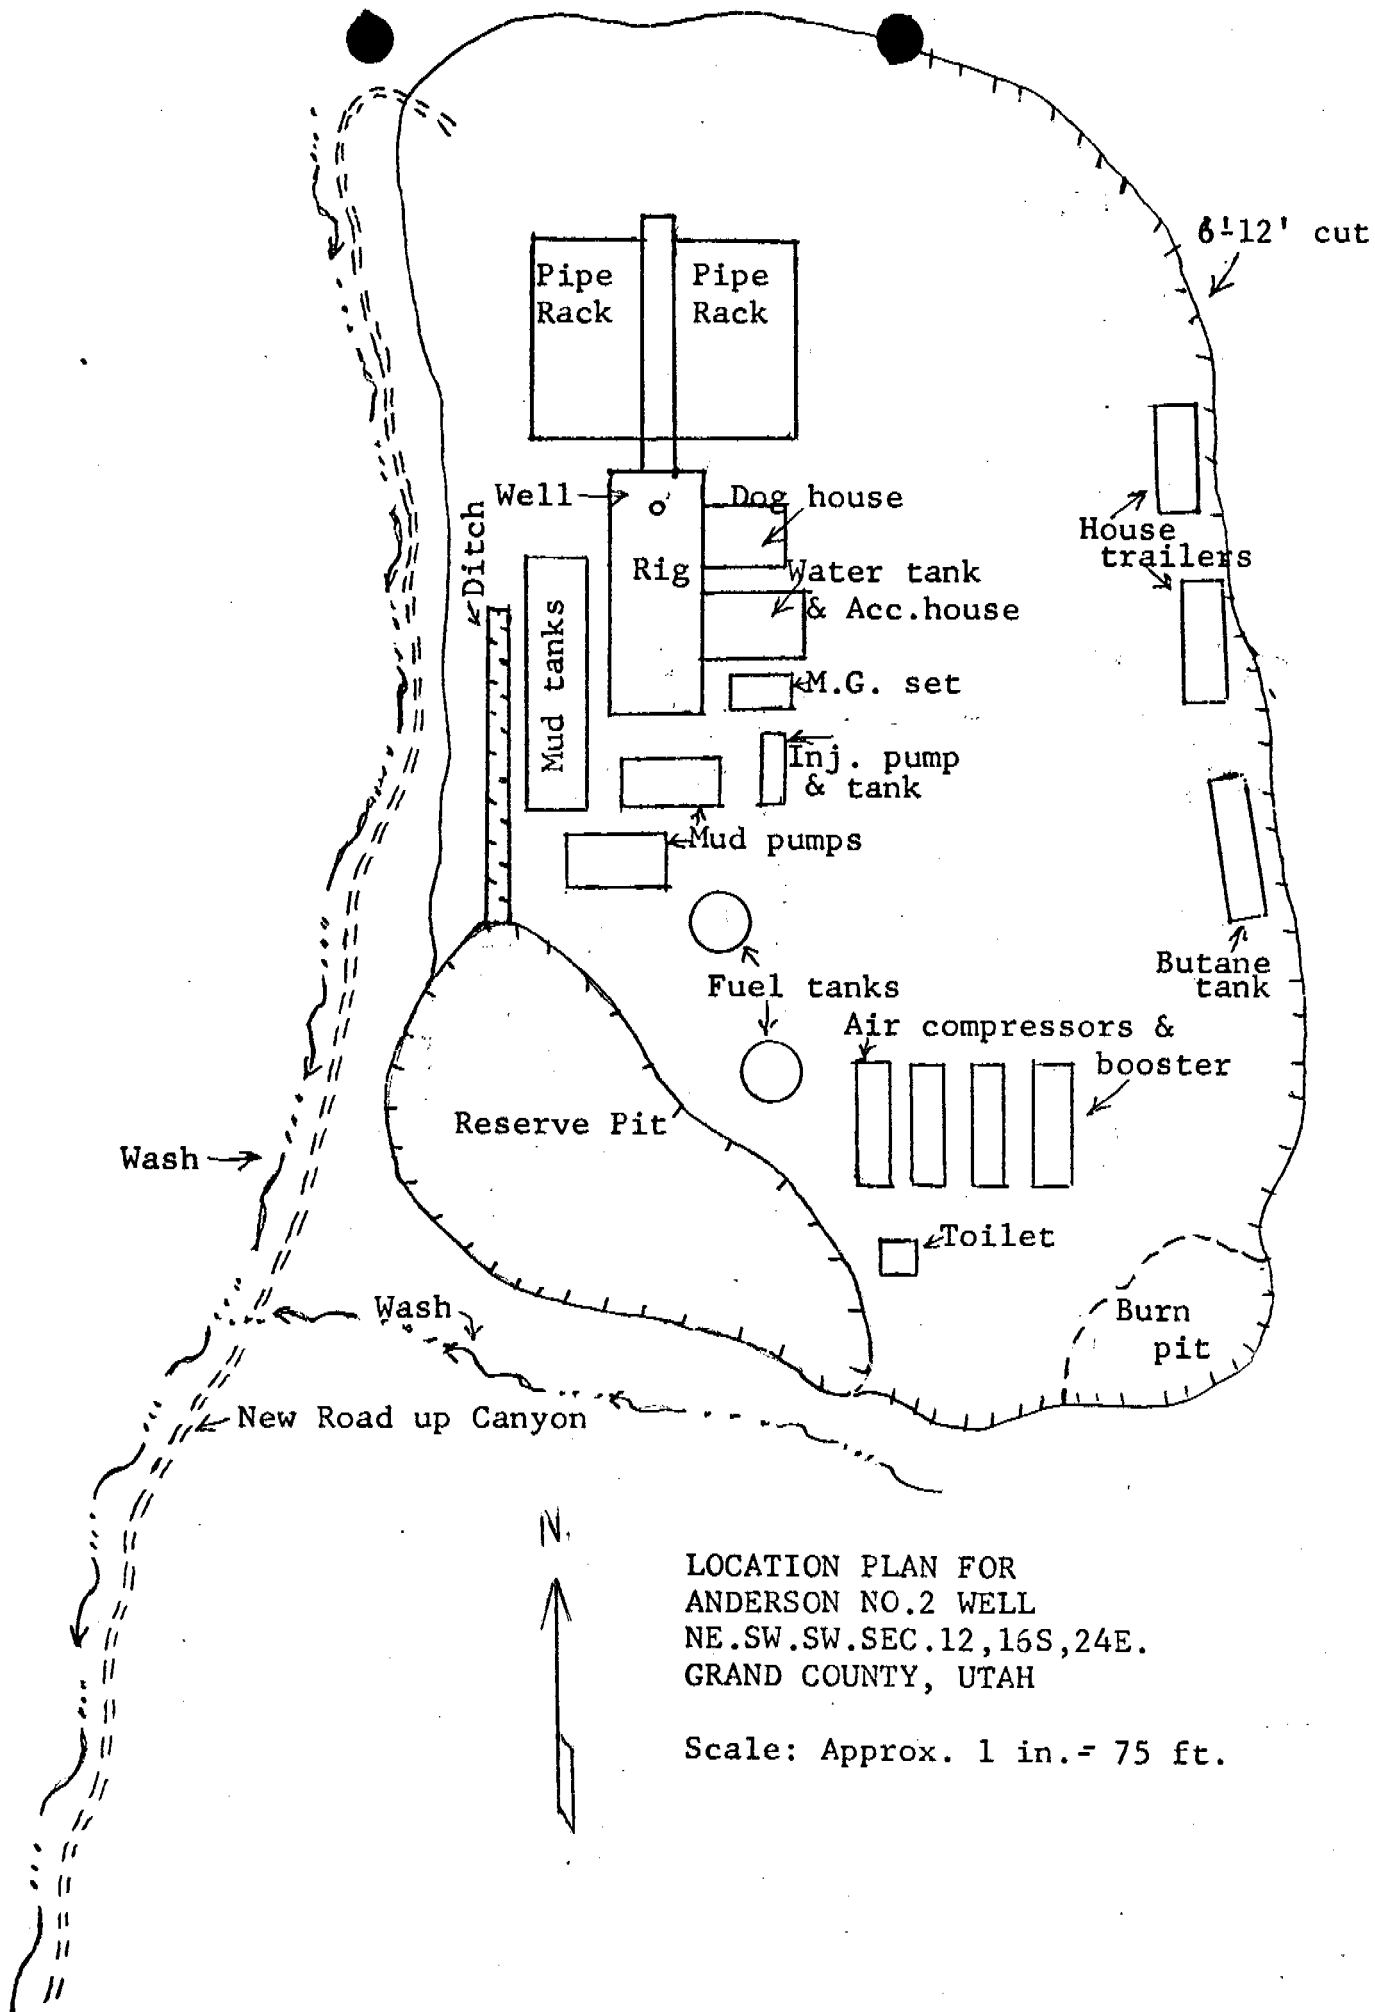 6'-12' cut
Pipe
Rack
Pipe
Rack
Well
Dog house
Ditch
House
trailers
Rig
Water tank
& Acc.house
Mud tanks
M.G. set
Inj. pump
& tank
Mud pumps
Butane
tank
Fuel tanks
Air compressors &
booster
Reserve Pit
Wash
Toilet
Wash
Burn
pit
New Road up Canyon
N.
LOCATION PLAN FOR
ANDERSON NO.2 WELL
NE.SW.SW.SEC.12,16S,24E.
GRAND COUNTY, UTAH
Scale: Approx. 1 in.= 75 ft.